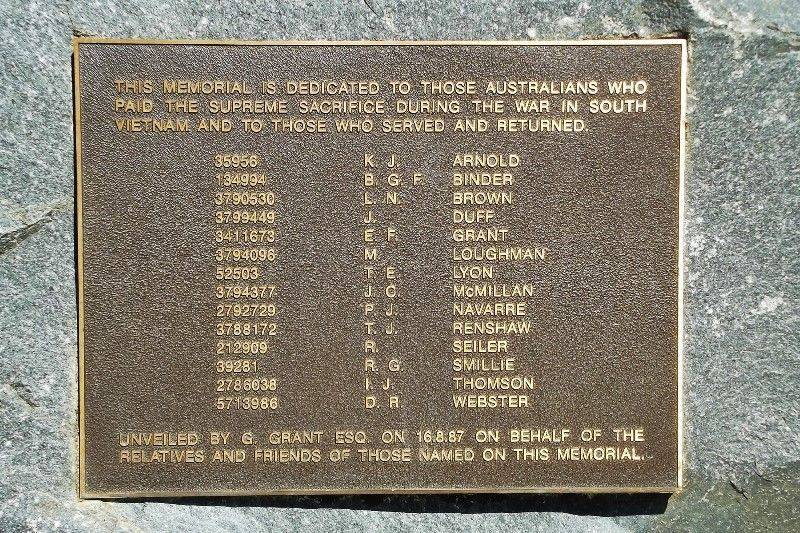 THIS MEMORIAL IS DEDICATED TO THOSE AUSTRALIANS WHO
PAID THE SUPREME SACRIFICE DURING THE WAR IN SOUTH
VIETNAM AND TO THOSE WHO SERVED AND RETURNED.
35956 K. J. ARNOLD
134994 B. G. F. BINDER
3790530 L. N. BROWN
3799449 J. DUFF
3411673 E F. GRANT
3794096 M. LOUGHMAN
52503 T E. LYON
3794377 J. C. McMILLAN
2792729 P. J. NAVARRE
3788172 T. J. RENSHAW
212909 R. SEILER
39281 R. G. SMILLIE
2786038 I. J. THOMSON
5713986 D. R. WEBSTER
UNVEILED BY G. GRANT ESQ. ON 16.8.87 ON BEHALF OF THE
RELATIVES AND FRIENDS OF THOSE NAMED ON THIS MEMORIAL.